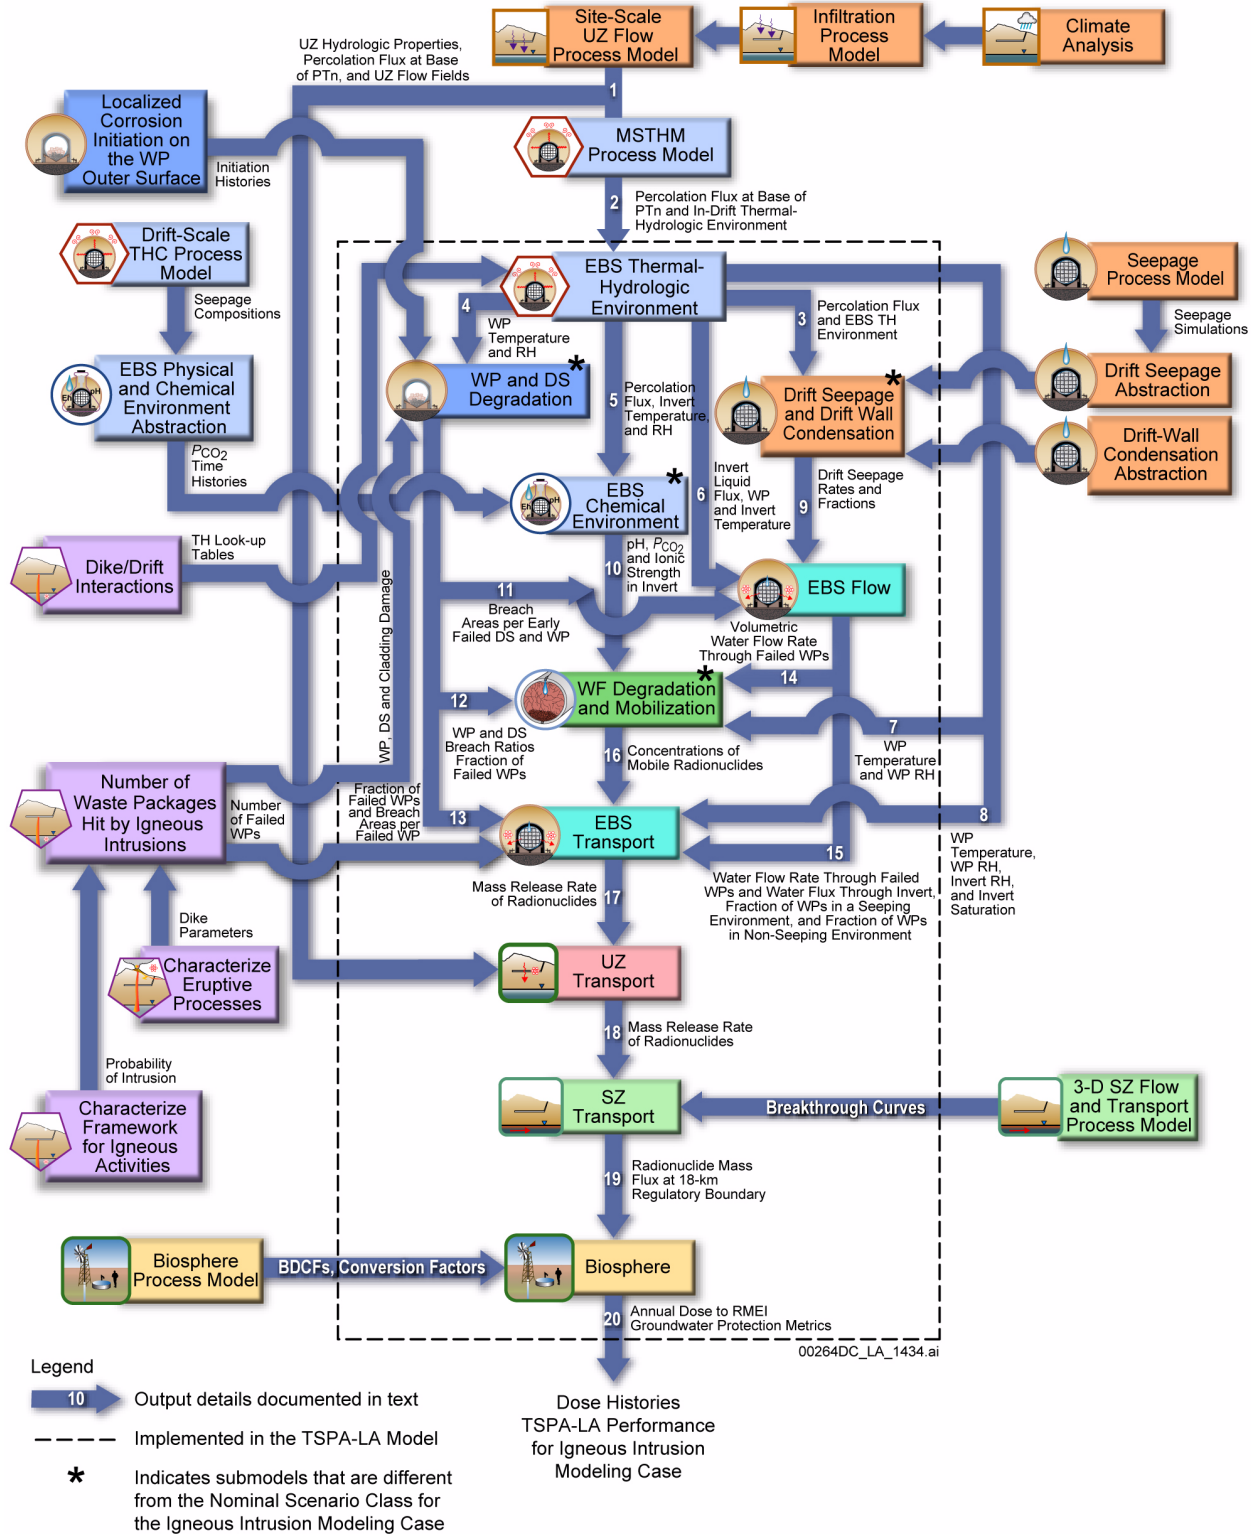 Site-Scale
UZ Flow
Process Model
Infiltration
Process
Model
Climate
Analysis
UZ Hydrologic Properties,
Percolation Flux at Base
of PTn, and UZ Flow Fields
1
Localized
Corrosion
Initiation on
the WP
Outer Surface
Initiation
Histories
MSTHM
Process Model
2
Percolation Flux at Base of
PTn and In-Drift Thermal-
Hydrologic Environment
Drift-Scale
THC Process
Model
Seepage
Compositions
EBS Thermal-
Hydrologic
Environment
Seepage
Process Model
Seepage
Simulations
4
WP
Temperature
and RH
3
Percolation Flux
and EBS TH
Environment
EBS Physical
and Chemical
Environment
Abstraction
Eh
pH
WP and DS
Degradation
*
5
Percolation
Flux, Invert
Temperature,
and RH
Drift Seepage
and Drift Wall
Condensation
*
Drift Seepage
Abstraction
Drift-Wall
Condensation
Abstraction
PCO2
Time
Histories
EBS
Chemical
Environment
*
Eh
pH
6
Invert
Liquid
Flux, WP
and Invert
Temperature
9
Drift Seepage
Rates and
Fractions
TH Look-up
Tables
Dike/Drift
Interactions
10
pH, PCO2
and Ionic
Strength
in Invert
EBS Flow
11
Breach
Areas per Early
Failed DS and WP
Volumetric
Water Flow Rate
Through Failed WPs
WP, DS and Cladding Damage
WF Degradation
and Mobilization
*
14
12
WP and DS
Breach Ratios
Fraction of
Failed WPs
7
WP
Temperature
and WP RH
16
Concentrations of
Mobile Radionuclides
Number of
Waste Packages
Hit by Igneous
Intrusions
Number
of Failed
WPs
Fraction of
Failed WPs
and Breach
Areas per
Failed WP
13
EBS
Transport
8
WP
Temperature,
WP RH,
Invert RH,
and Invert
Saturation
15
Water Flow Rate Through Failed
WPs and Water Flux Through Invert,
Fraction of WPs in a Seeping
Environment, and Fraction of WPs
in Non-Seeping Environment
Mass Release Rate
of Radionuclides
17
Dike
Parameters
Characterize
Eruptive
Processes
UZ
Transport
18
Mass Release Rate
of Radionuclides
Probability
of Intrusion
Characterize
Framework
for Igneous
Activities
SZ
Transport
Breakthrough Curves
3-D SZ Flow
and Transport
Process Model
19
Radionuclide Mass
Flux at 18-km
Regulatory Boundary
Biosphere
Process Model
BDCFs, Conversion Factors
Biosphere
20
Annual Dose to RMEI
Groundwater Protection Metrics
00264DC_LA_1434.ai
Dose Histories
TSPA-LA Performance
for Igneous Intrusion
Modeling Case
Legend
10
Output details documented in text
Implemented in the TSPA-LA Model
*
Indicates submodels that are different
from the Nominal Scenario Class for
the Igneous Intrusion Modeling Case